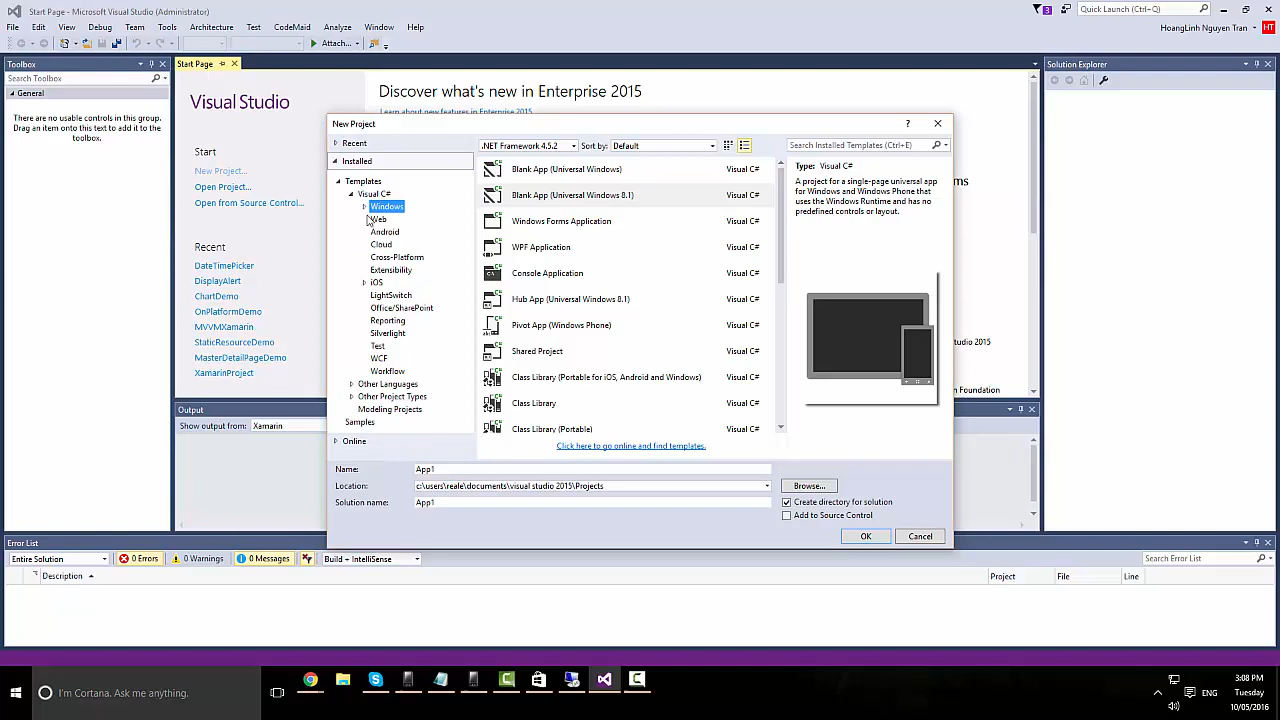 Start Page - Microsoft Visual Studio (Administrator)
3
Quick Launch (Ctrl+Q)
File Edit View Debug Team Tools Architecture Test CodeMaid Analyze Window Help
HoangLinh Nguyen Tran HT
Attach...
Toolbox
Start Page
Solution Explorer
Search Toolbox
General
There are no usable controls in this group. Drag an item onto this text to add it to the toolbox.
Visual Studio
Discover what's new in Enterprise 2015
Learn about new features in Enterprise 2015
Start
New Project...
Open Project...
Open from Source Control...
Recent
DateTimePicker
DisplayAlert
ChartDemo
OnPlatformDemo
MVVMXamarin
StaticResourceDemo
MasterDetailPageDemo
XamarinProject
New Project
?
Recent
.NET Framework 4.5.2
Sort by: Default
Search Installed Templates (Ctrl+E)
Installed
Templates
Visual C#
Windows
Web
Android
Cloud
Cross-Platform
Extensibility
iOS
LightSwitch
Office/SharePoint
Reporting
Silverlight
Test
WCF
Workflow
Other Languages
Other Project Types
Modeling Projects
Samples
Online
Blank App (Universal Windows) Visual C#
Blank App (Universal Windows 8.1) Visual C#
Windows Forms Application Visual C#
WPF Application Visual C#
Console Application Visual C#
Hub App (Universal Windows 8.1) Visual C#
Pivot App (Windows Phone) Visual C#
Shared Project Visual C#
Class Library (Portable for iOS, Android and Windows) Visual C#
Class Library Visual C#
Class Library (Portable) Visual C#
Click here to go online and find templates.
Type: Visual C#
A project for a single-page universal app
for Windows and Windows Phone that
uses the Windows Runtime and has no
predefined controls or layout.
ms
udio 2015
n Foundation
Name: App1
Location: c:\users\reale\documents\visual studio 2015\Projects
Browse...
Solution name: App1
Create directory for solution
Add to Source Control
OK Cancel
Output
Show output from: Xamarin
Error List
Entire Solution 0 Errors 0 Warnings 0 Messages Build + IntelliSense
Search Error List
Description Project File Line
I'm Cortana. Ask me anything.
ENG
3:08 PM
Tuesday
10/05/2016